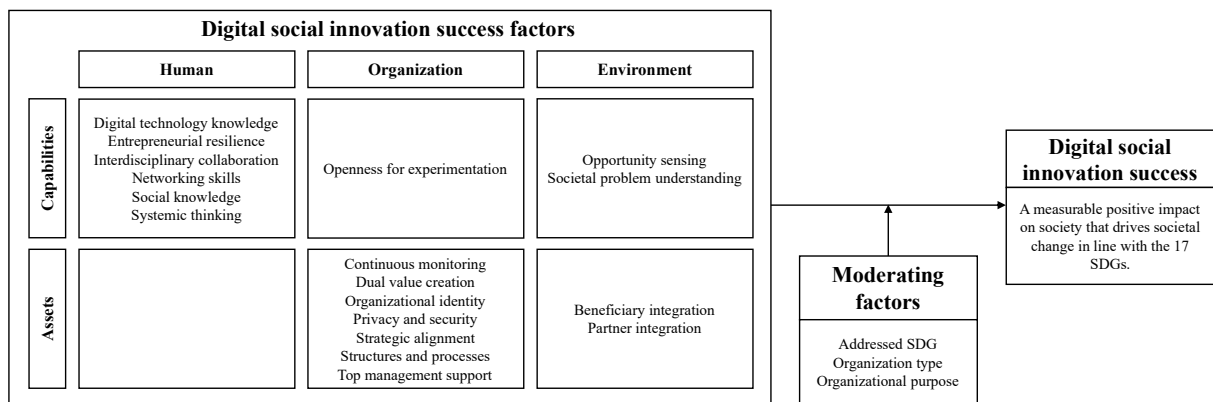 Digital social innovation success factors
Human
Organization
Environment
Capabilities
Digital technology knowledge
Entrepreneurial resilience
Interdisciplinary collaboration
Networking skills
Social knowledge
Systemic thinking
Openness for experimentation
Opportunity sensing
Societal problem understanding
Assets
Continuous monitoring
Dual value creation
Organizational identity
Privacy and security
Strategic alignment
Structures and processes
Top management support
Beneficiary integration
Partner integration
Moderating
factors
Addressed SDG
Organization type
Organizational purpose
Digital social
innovation success
A measurable positive impact
on society that drives societal
change in line with the 17
SDGs.